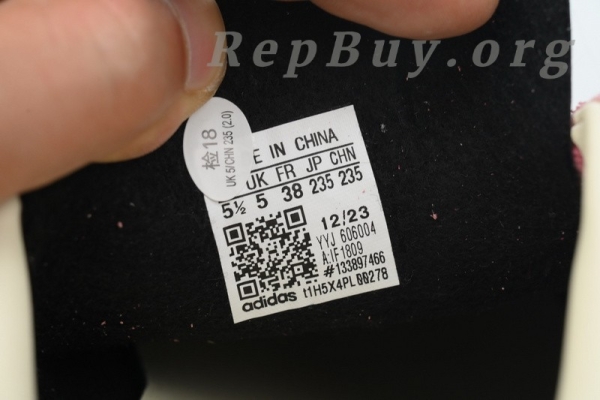 RepBuy.org
检18
UK 5/CHN 235 (2.0)
E IN CHINA
UK FR JP CHN
5½ 5 38 235 235
12/23
YYJ 606004
A:IF1809
#133897466
adidas